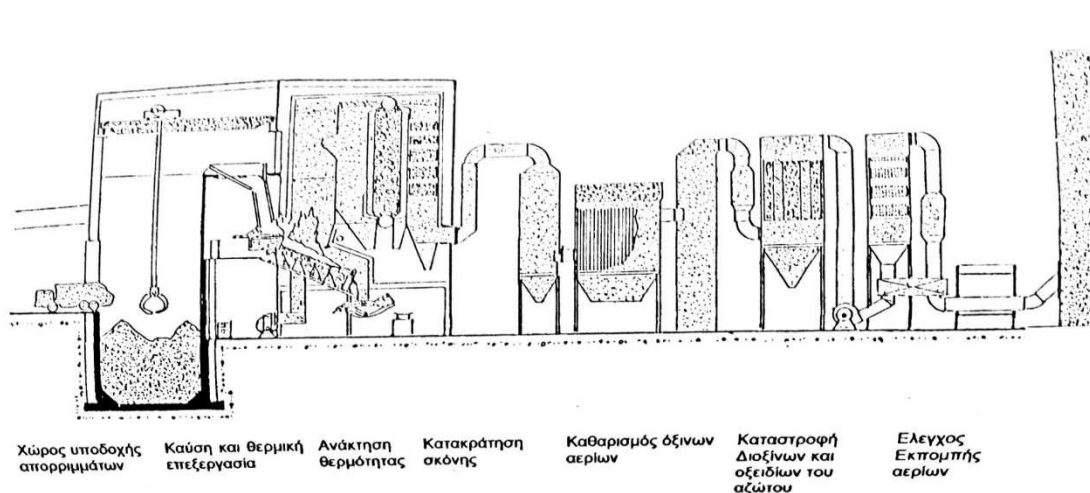 Χώρος υποδοχής
απορριμμάτων
Καύση και θερμική
επεξεργασία
Ανάκτηση
θερμότητας
Κατακράτηση
σκόνης
Καθαρισμός όξινων
αερίων
Καταστροφή
Διοξίνων και
οξειδίων του
αζώτου
Ελεγχος
Εκπομπής
αερίων